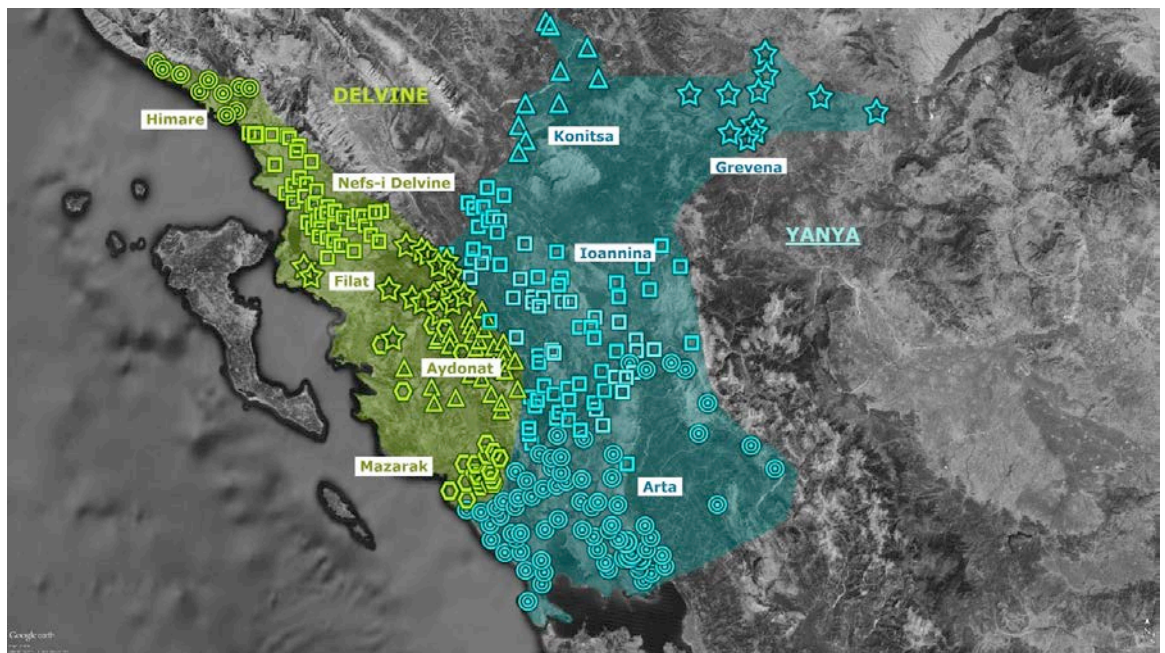 DELVINE
Himare
Konitsa
Grevena
Nefs-i Delvine
YANYA
Ioannina
Filat
Aydonat
Mazarak
Arta
Google earth